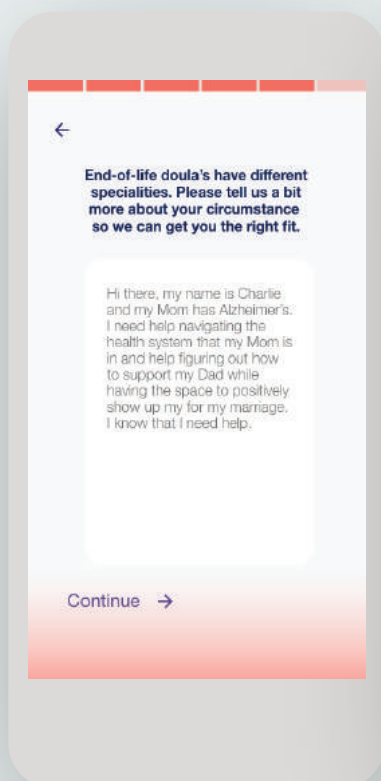 End-of-life doula's have different
specialities. Please tell us a bit
more about your circumstance
so we can get you the right fit.
Hi there, my name is Charlie
and my Mom has Alzheimer's.
I need help navigating the
health system that my Mom is
in and help figuring out how
to support my Dad while
having the space to positively
show up my for my marriage.
I know that I need help.
Continue →